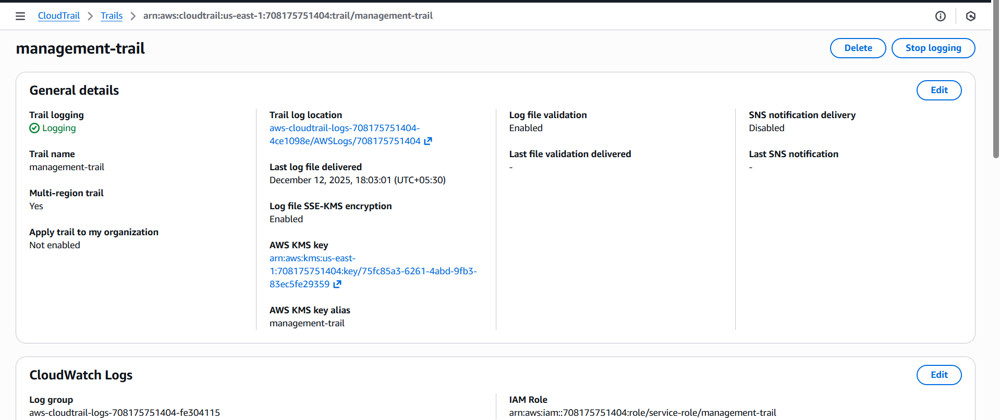 CloudTrail > Trails > arn:aws:cloudtrail:us-east-1:708175751404:trail/management-trail
management-trail
Delete
Stop logging
General details
Edit
Trail logging
Logging
Trail name
management-trail
Multi-region trail
Yes
Apply trail to my organization
Not enabled
Trail log location
aws-cloudtrail-logs-708175751404-
4ce1098e/AWSLogs/708175751404
Last log file delivered
December 12, 2025, 18:03:01 (UTC+05:30)
Log file SSE-KMS encryption
Enabled
AWS KMS key
arn:aws:kms:us-east-
1:708175751404:key/75fc85a3-6261-4abd-9fb3-
83ec5fe29359
AWS KMS key alias
management-trail
Log file validation
Enabled
Last file validation delivered
-
SNS notification delivery
Disabled
Last SNS notification
-
CloudWatch Logs
Edit
Log group
aws-cloudtrail-logs-708175751404-fe304115
IAM Role
arn:aws:iam::708175751404:role/service-role/management-trail